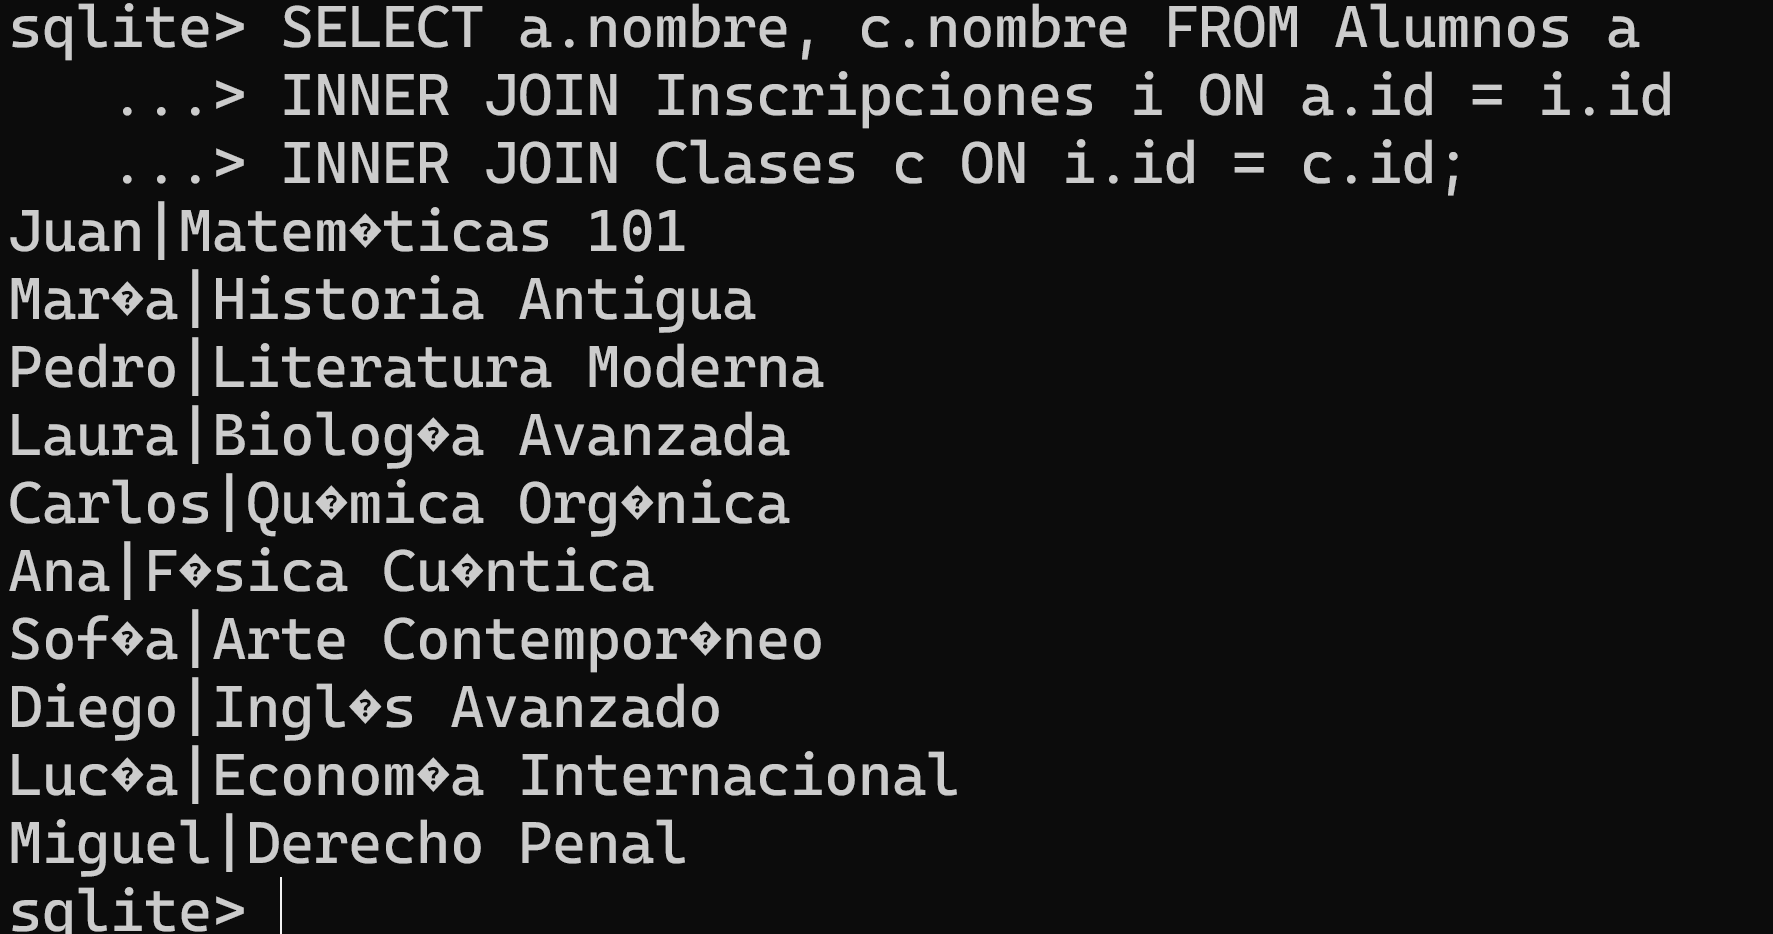 sqlite> SELECT a.nombre, c.nombre FROM Alumnos a
...> INNER JOIN Inscripciones i ON a.id = i.id
...> INNER JOIN Clases c ON i.id = c.id;
Juan|Matem�ticas 101
Mar�a|Historia Antigua
Pedro|Literatura Moderna
Laura|Biolog�a Avanzada
Carlos|Qu�mica Org�nica
Ana|F�sica Cu�ntica
Sof�a|Arte Contempor�neo
Diego|Ingl�s Avanzado
Luc�a|Econom�a Internacional
Miguel|Derecho Penal
sqlite>